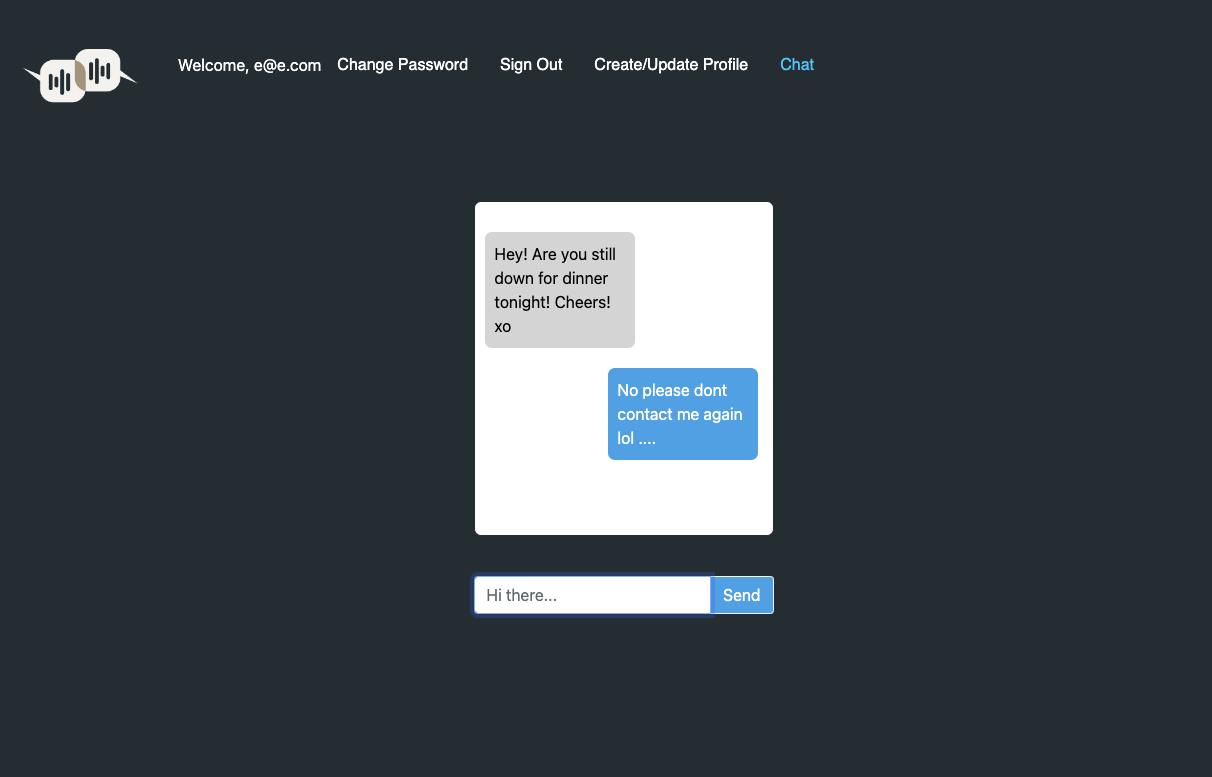 Welcome, e@e.com Change Password Sign Out Create/Update Profile Chat
Hey! Are you still
down for dinner
tonight! Cheers!
xo
No please dont
contact me again
lol ....
Hi there... Send